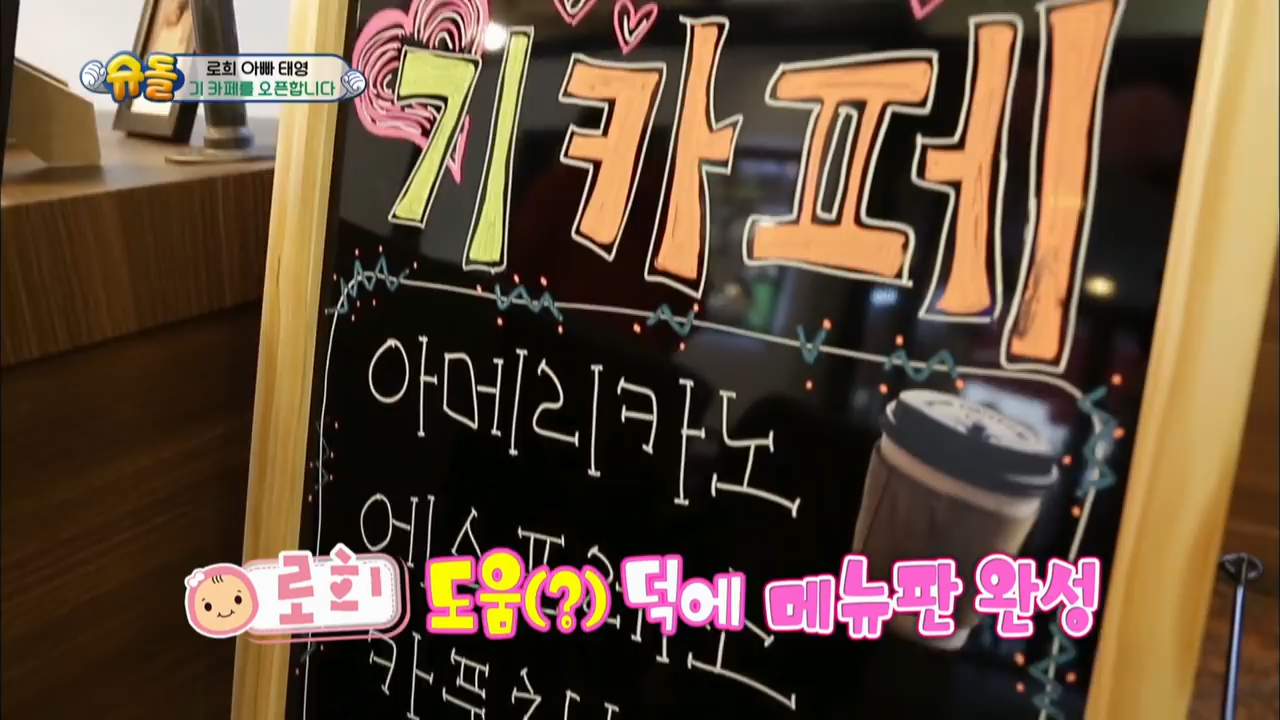 슈돌
로희 아빠 태영
기 카페를 오픈합니다
기카페
아메리카노
로희 도움(?) 덕에 메뉴판 완성